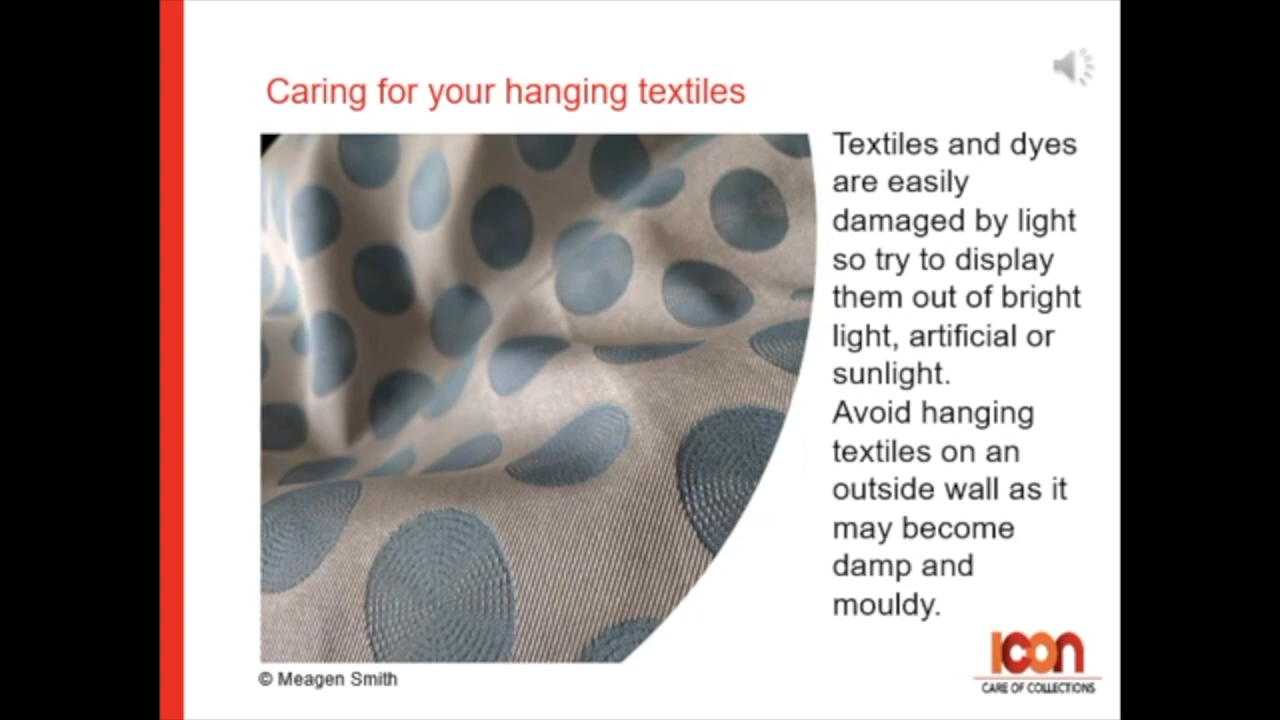 Caring for your hanging textiles
Textiles and dyes
are easily
damaged by light
so try to display
them out of bright
light, artificial or
sunlight.
Avoid hanging
textiles on an
outside wall as it
may become
damp and
mouldy.
© Meagen Smith
Icon
CARE OF COLLECTIONS